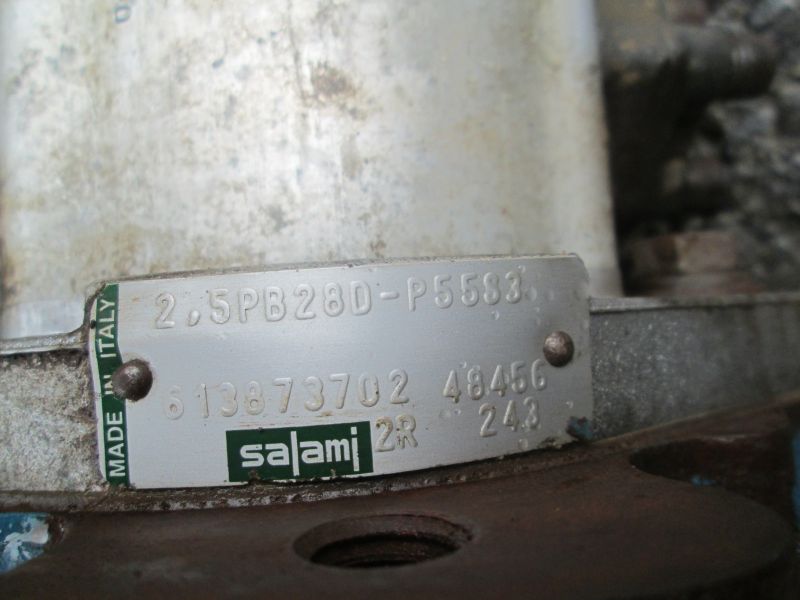 2,5PB28D-P5583
613873702 48456
salami 2R 243
MADE IN ITALY